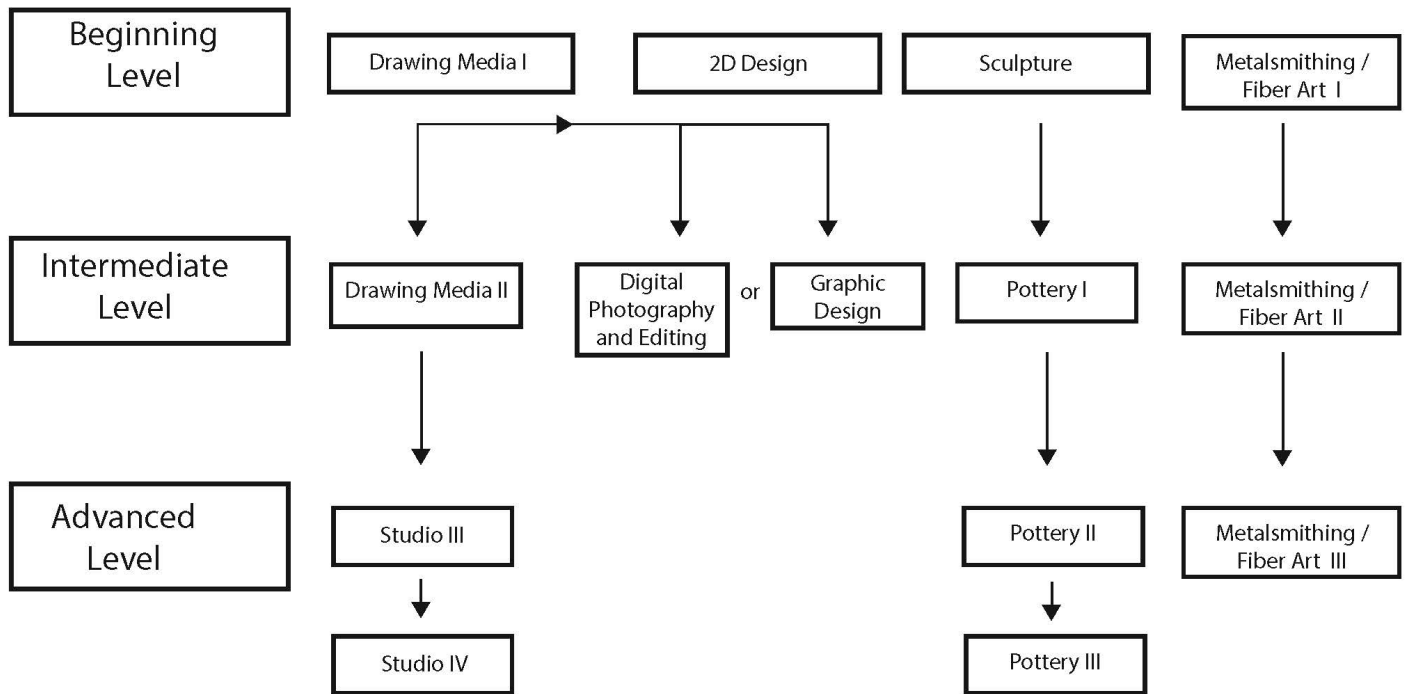 Beginning
Level
Drawing Media I
2D Design
Sculpture
Metalsmithing /
Fiber Art I
Intermediate
Level
Drawing Media II
Digital
Photography
and Editing
or
Graphic
Design
Pottery I
Metalsmithing /
Fiber Art II
Advanced
Level
Studio III
Pottery II
Metalsmithing /
Fiber Art III
Studio IV
Pottery III